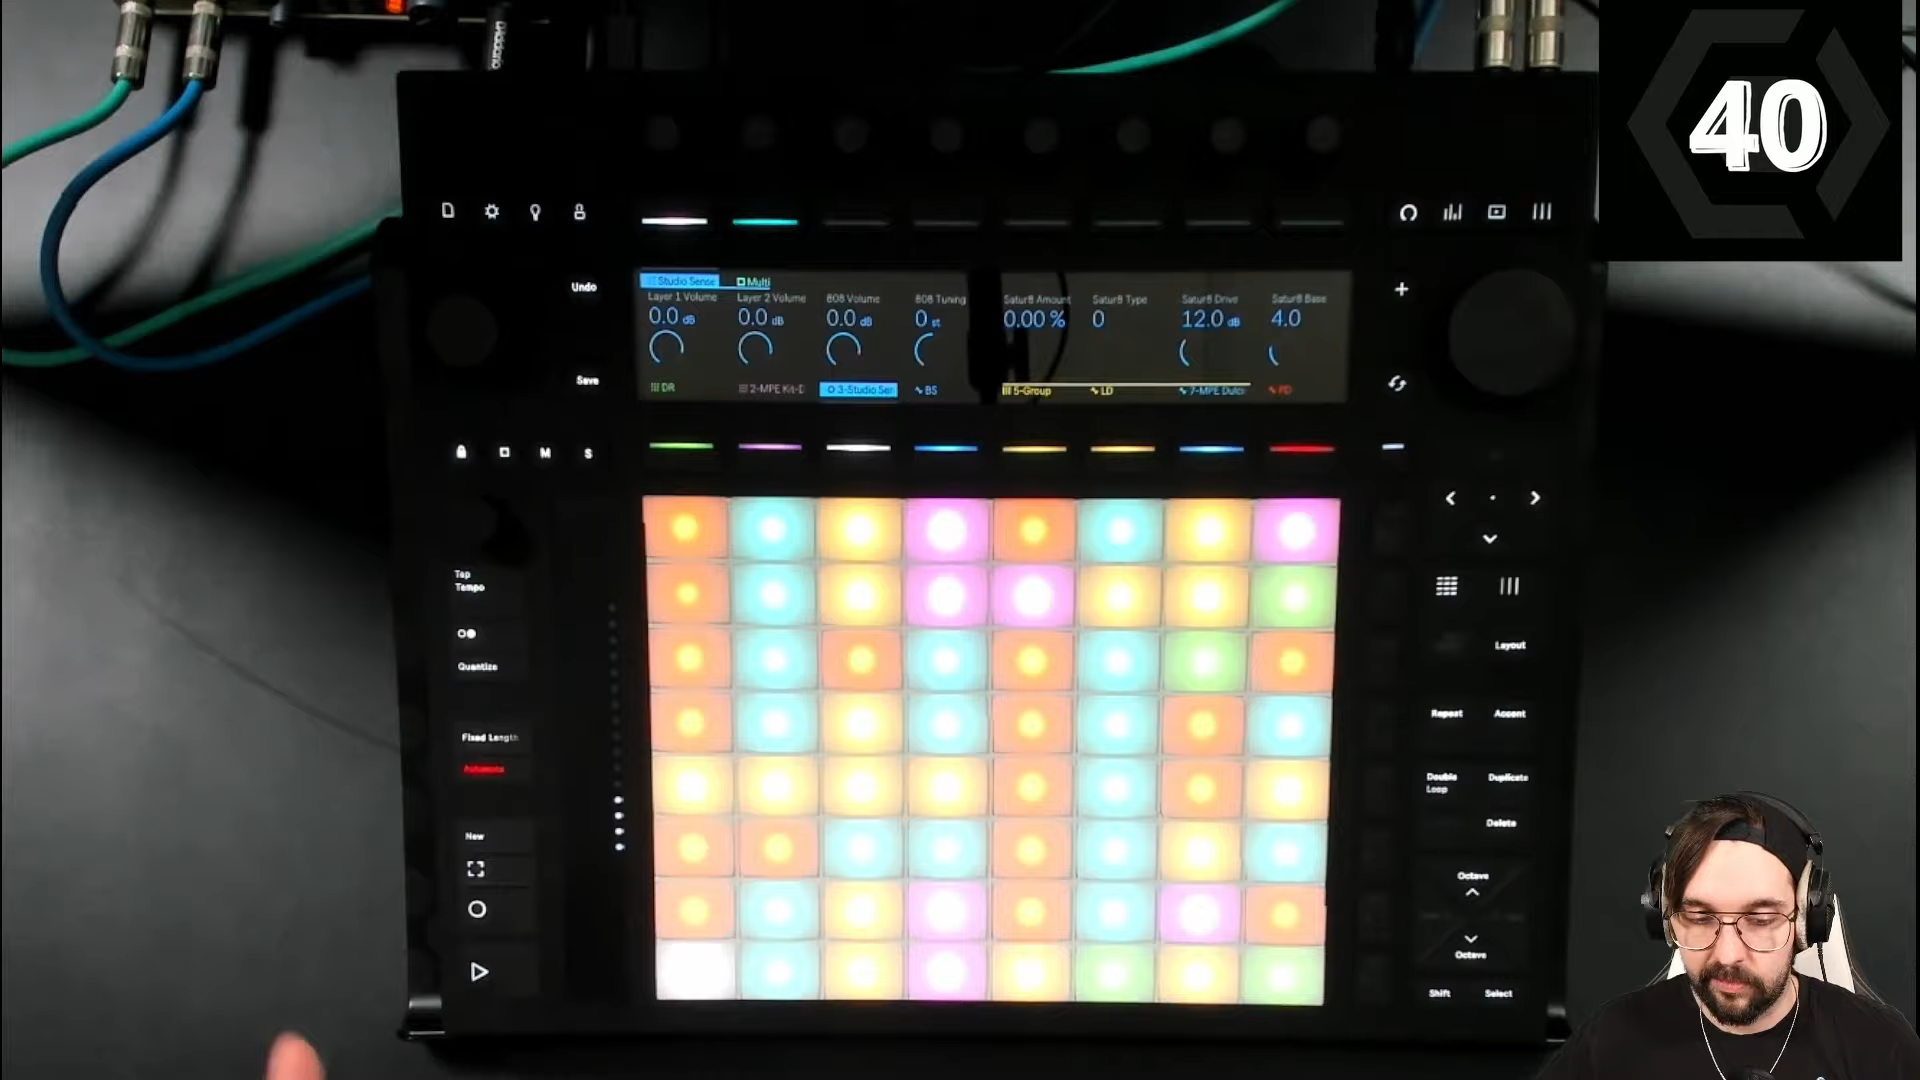 40
Undo
Studio Sense Multi
Layer 1 Volume Layer 2 Volume 808 Volume 808 Tuning Satur8 Amount Satur8 Type Satur8 Drive Satur8 Base
0.0 dB 0.0 dB 0.0 dB 0 st 0.00 % 0 12.0 dB 4.0
Save
DR 2-MPE Kit-D 3-Studio Sen BS 5-Group LD 7-MPE Dulci PD
M S
Tap
Tempo
Quantize
Layout
Repeat Accent
Fixed Length
Automate
Double
Loop
Duplicate
Delete
New
Octave
Octave
Shift Select